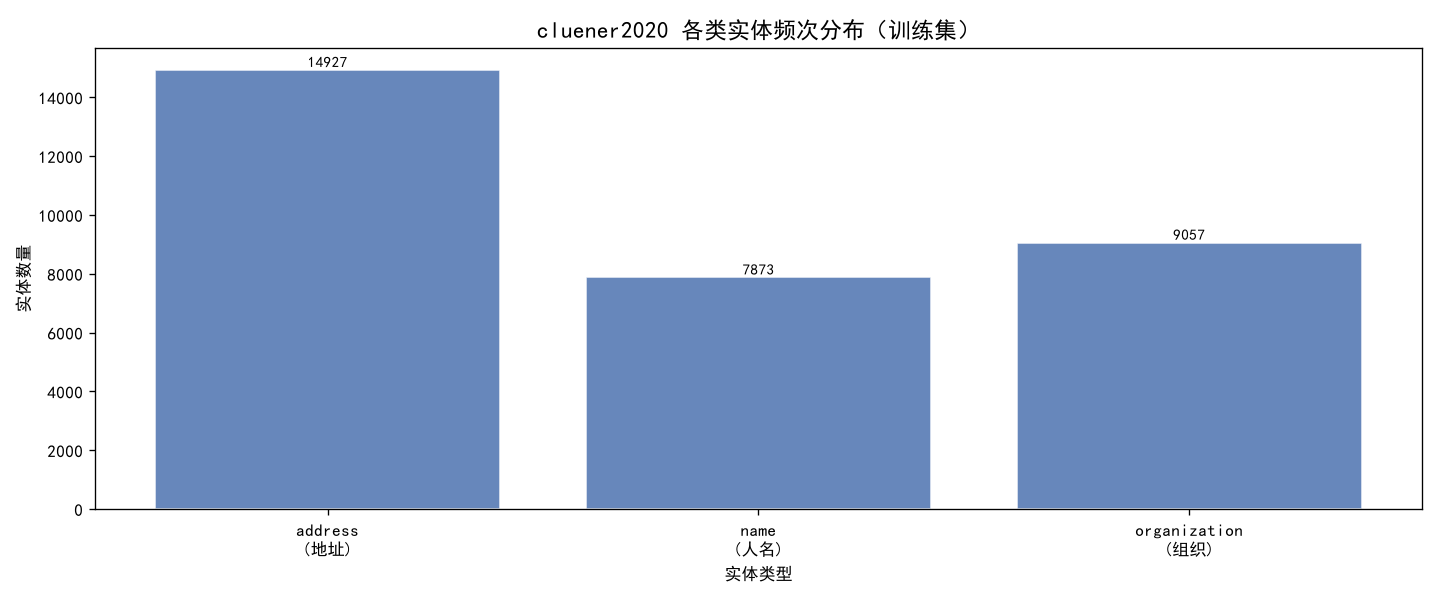 cluener2020 各类实体频次分布（训练集）
14927
7873
9057
14000
12000
10000
8000
6000
4000
2000
0
实体数量
address
(地址)
name
(人名)
organization
(组织)
实体类型